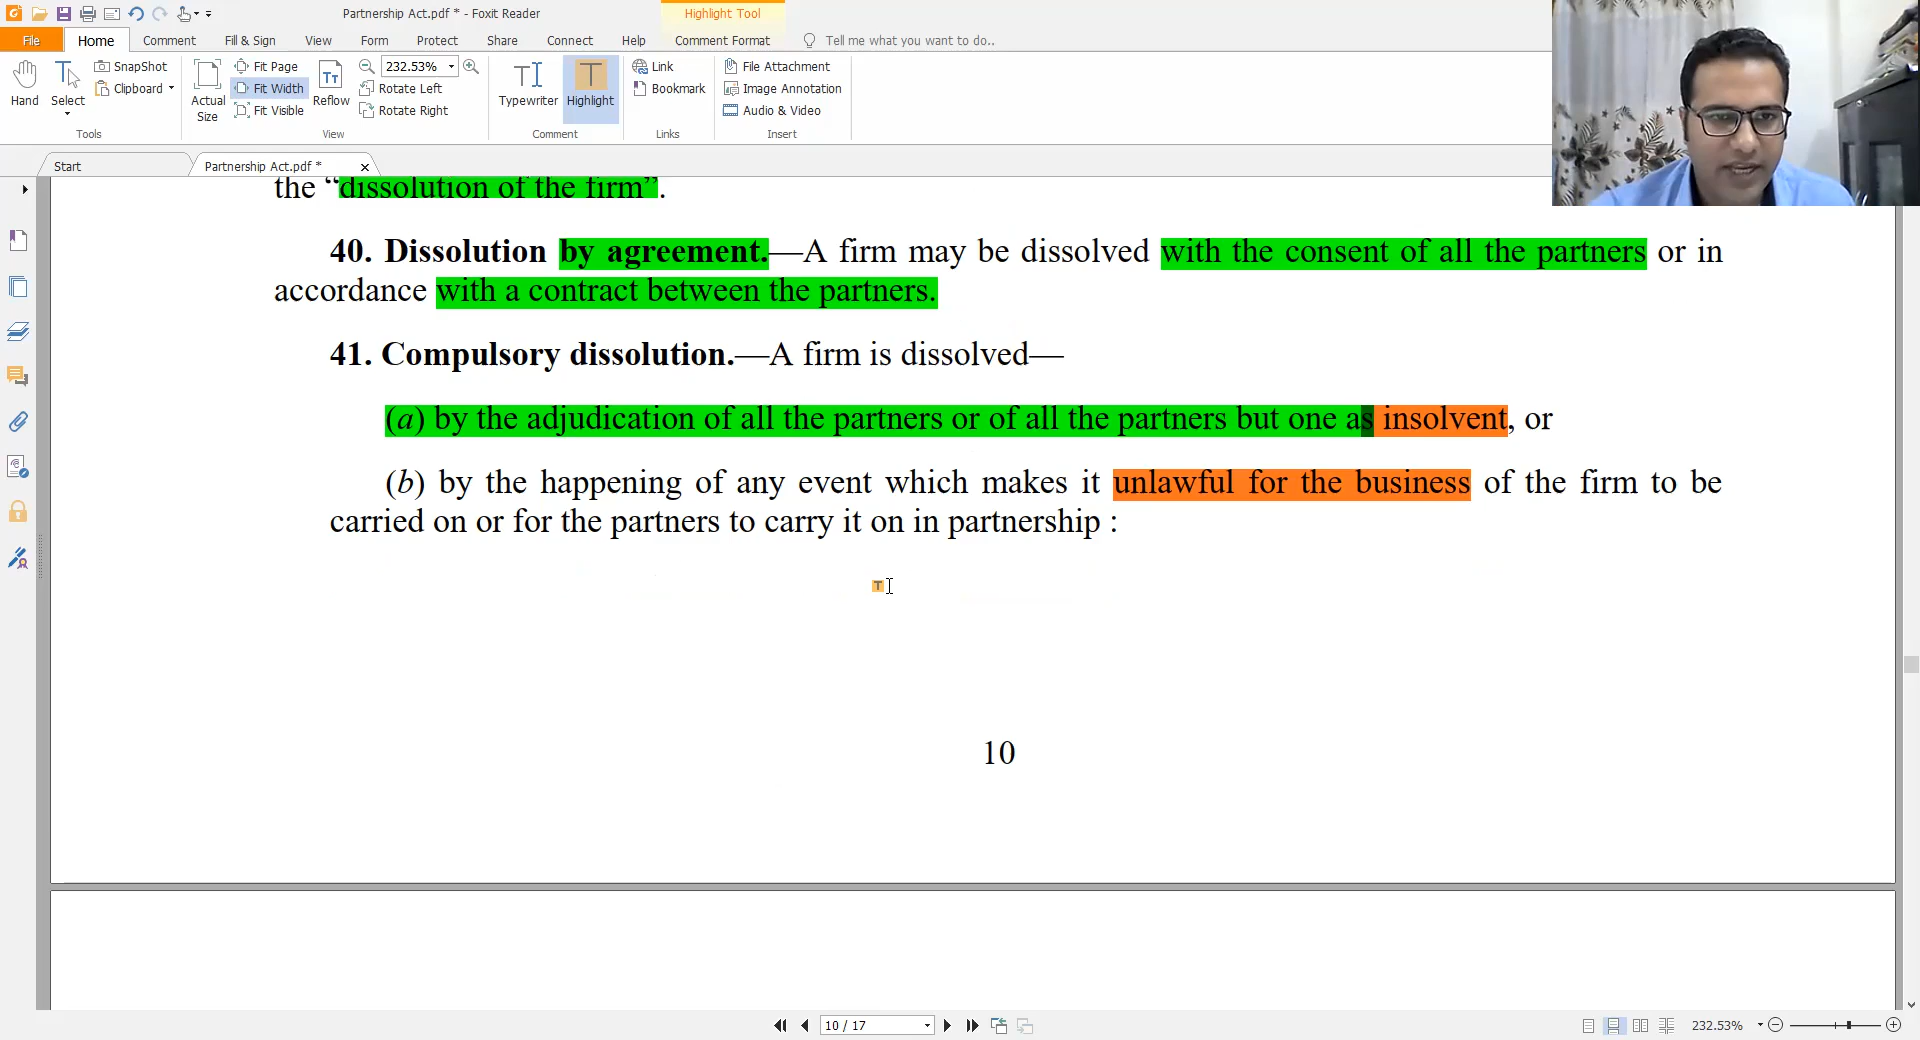 Partnership Act.pdf * - Foxit Reader
Highlight Tool
File
Home
Comment
Fill & Sign
View
Form
Protect
Share
Connect
Help
Comment Format
Tell me what you want to do..
Hand
Select
SnapShot
Clipboard
Tools
Actual
Size
Fit Page
Fit Width
Fit Visible
Reflow
232.53%
Rotate Left
Rotate Right
View
Typewriter
Highlight
Comment
Link
Bookmark
Links
File Attachment
Image Annotation
Audio & Video
Insert
Start
Partnership Act.pdf *
the “dissolution of the firm”.
40. Dissolution by agreement.—A firm may be dissolved with the consent of all the partners or in
accordance with a contract between the partners.
41. Compulsory dissolution.—A firm is dissolved—
(a) by the adjudication of all the partners or of all the partners but one as insolvent, or
(b) by the happening of any event which makes it unlawful for the business of the firm to be
carried on or for the partners to carry it on in partnership :
10
10 / 17
232.53%